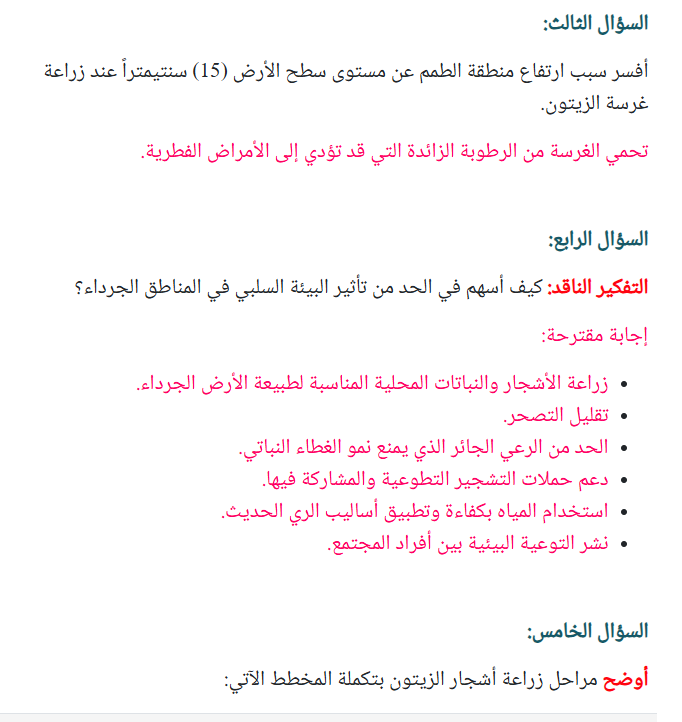 السؤال الثالث:
أفسر سبب ارتفاع منطقة الطمم عن مستوى سطح الأرض (15) سنتيمتراً عند زراعة
غرسة الزيتون.
تحمي الغرسة من الرطوبة الزائدة التي قد تؤدي إلى الأمراض الفطرية.
السؤال الرابع:
التفكير الناقد: كيف أسهم في الحد من تأثير البيئة السلبي في المناطق الجرداء؟
إجابة مقترحة:
• زراعة الأشجار والنباتات المحلية المناسبة لطبيعة الأرض الجرداء.
• تقليل التصحر.
• الحد من الرعي الجائر الذي يمنع نمو الغطاء النباتي.
• دعم حملات التشجير التطوعية والمشاركة فيها.
• استخدام المياه بكفاءة وتطبيق أساليب الري الحديث.
• نشر التوعية البيئية بين أفراد المجتمع.
السؤال الخامس:
أوضح مراحل زراعة أشجار الزيتون بتكملة المخطط الآتي: